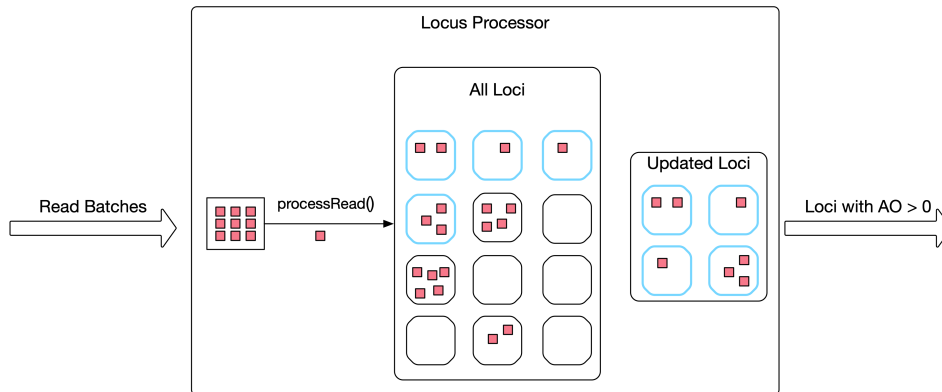 Locus Processor
All Loci
Updated Loci
Read Batches
processRead()
Loci with AO > 0